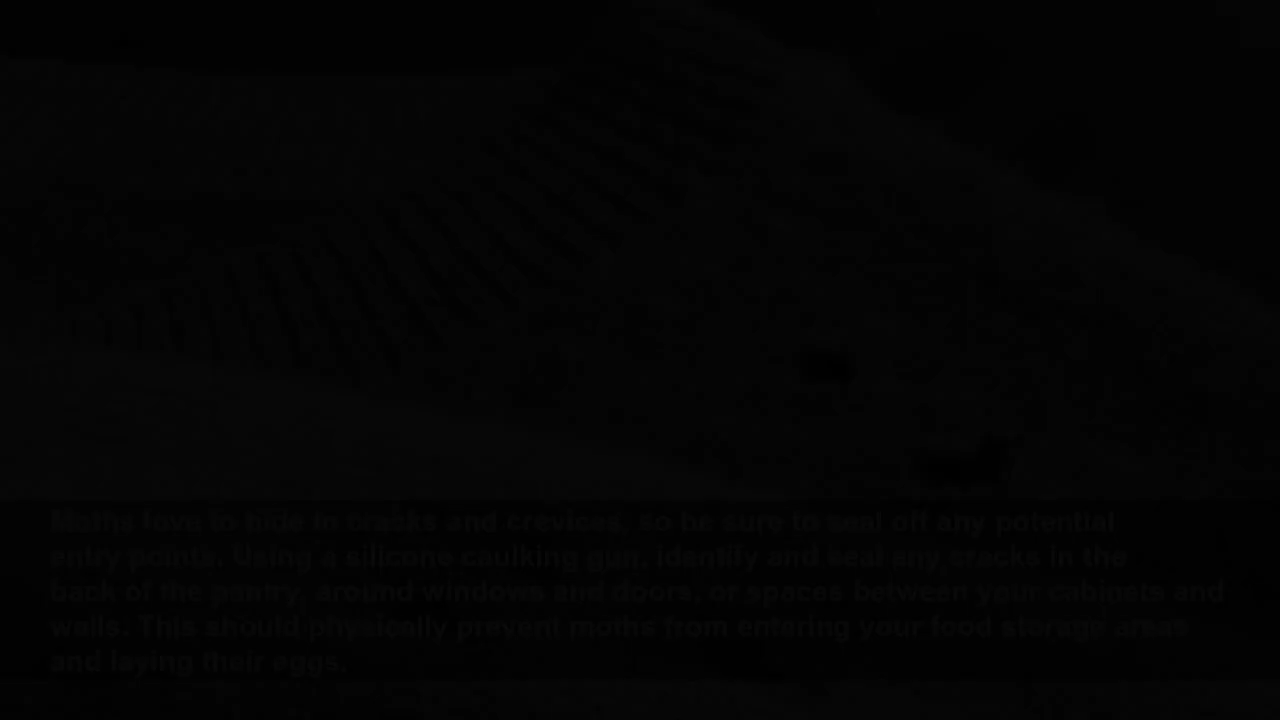 Moths love to hide in cracks and crevices, so be sure to seal off any potential
entry points. Using a silicone caulking gun, identify and seal any cracks in the
back of the pantry, around windows and doors, or spaces between your cabinets and
walls. This should physically prevent moths from entering your food storage areas
and laying their eggs.